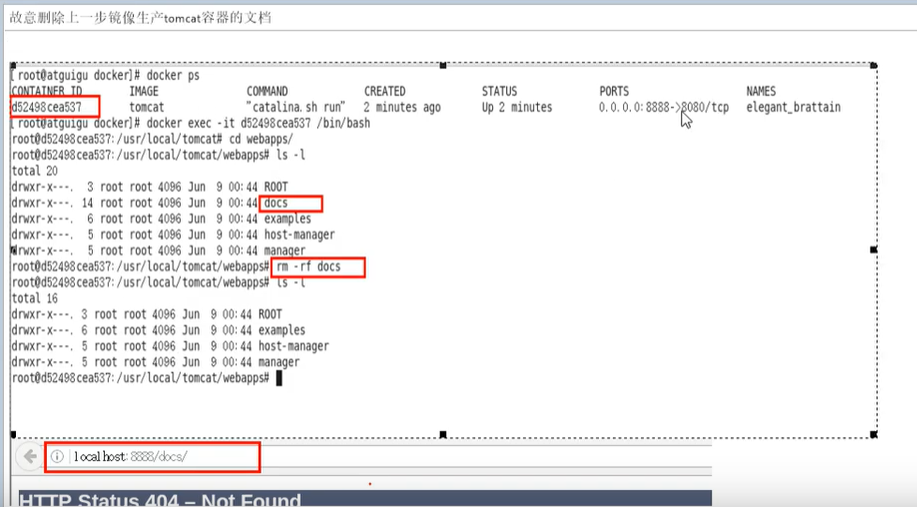 故意删除上一步镜像生产tomcat容器的文档
[root@atguigu docker]# docker ps
CONTAINER ID IMAGE COMMAND CREATED STATUS PORTS NAMES
d52498cea537 tomcat "catalina.sh run" 2 minutes ago Up 2 minutes 0.0.0.0:8888->8080/tcp elegant_brattain
[root@atguigu docker]# docker exec -it d52498cea537 /bin/bash
root@d52498cea537:/usr/local/tomcat# cd webapps/
root@d52498cea537:/usr/local/tomcat/webapps# ls -l
total 20
drwxr-x---. 3 root root 4096 Jun 9 00:44 ROOT
drwxr-x---. 14 root root 4096 Jun 9 00:44 docs
drwxr-x---. 6 root root 4096 Jun 9 00:44 examples
drwxr-x---. 5 root root 4096 Jun 9 00:44 host-manager
drwxr-x---. 5 root root 4096 Jun 9 00:44 manager
root@d52498cea537:/usr/local/tomcat/webapps# rm -rf docs
root@d52498cea537:/usr/local/tomcat/webapps# ls -l
total 16
drwxr-x---. 3 root root 4096 Jun 9 00:44 ROOT
drwxr-x---. 6 root root 4096 Jun 9 00:44 examples
drwxr-x---. 5 root root 4096 Jun 9 00:44 host-manager
drwxr-x---. 5 root root 4096 Jun 9 00:44 manager
root@d52498cea537:/usr/local/tomcat/webapps#
localhost:8888/docs/
HTTP Status 404 – Not Found